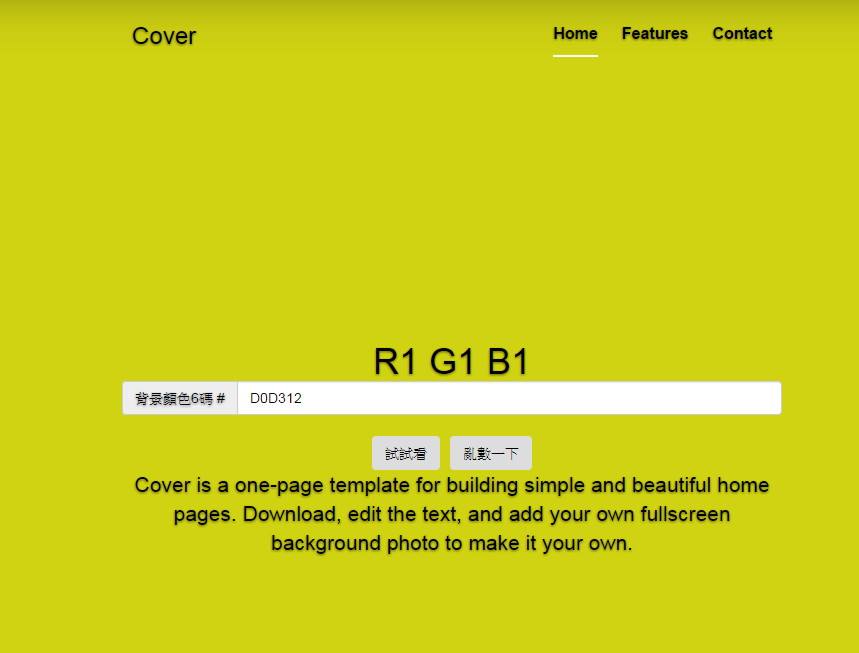 Cover
Home Features Contact
R1 G1 B1
背景顏色6碼 # D0D312
試試看 亂數一下
Cover is a one-page template for building simple and beautiful home
pages. Download, edit the text, and add your own fullscreen
background photo to make it your own.